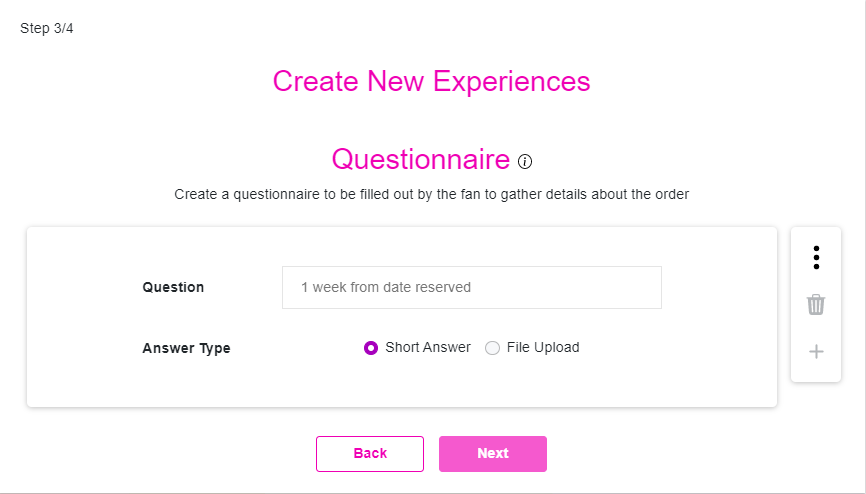 Step 3/4
Create New Experiences
Questionnaire
Create a questionnaire to be filled out by the fan to gather details about the order
Question
1 week from date reserved
Answer Type
Short Answer
File Upload
Back
Next